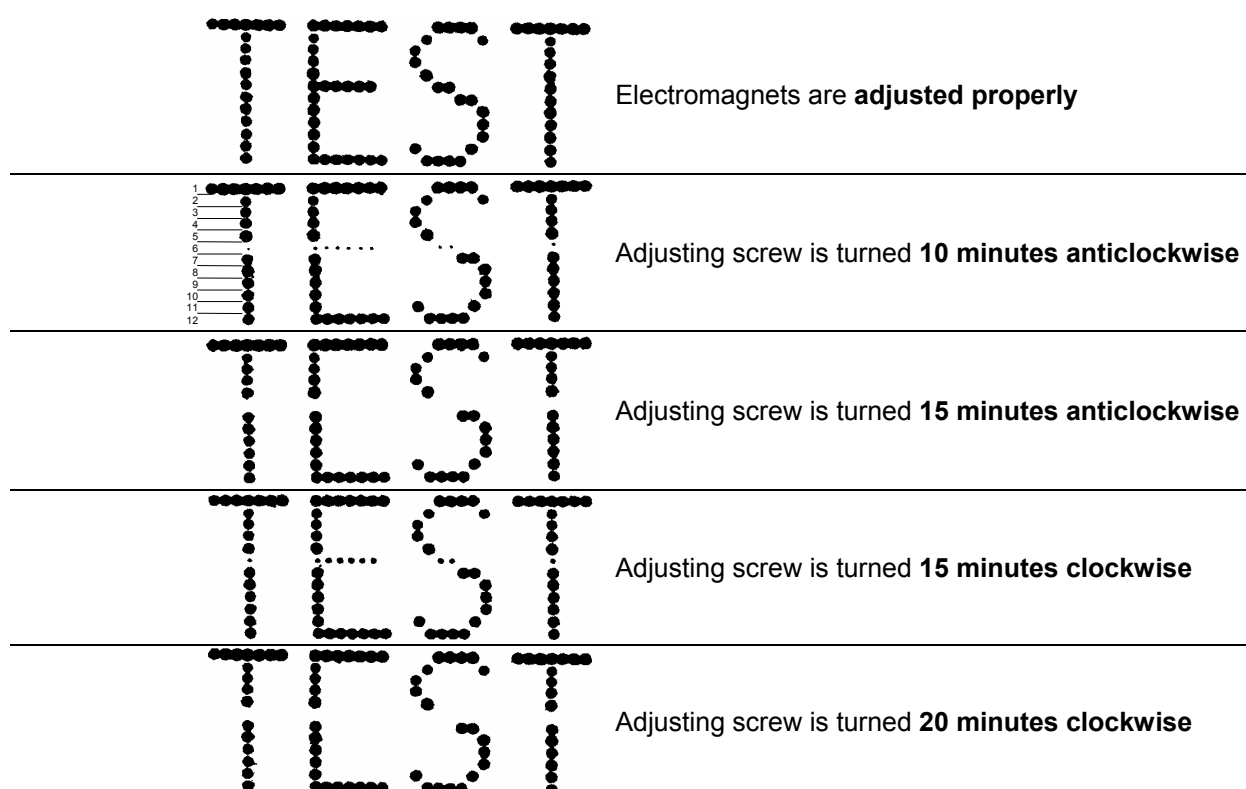 TEST
Electromagnets are adjusted properly
1
2
3
4
5
6
7
8
9
10
11
12
TEST
Adjusting screw is turned 10 minutes anticlockwise
TEST
Adjusting screw is turned 15 minutes anticlockwise
TEST
Adjusting screw is turned 15 minutes clockwise
TEST
Adjusting screw is turned 20 minutes clockwise